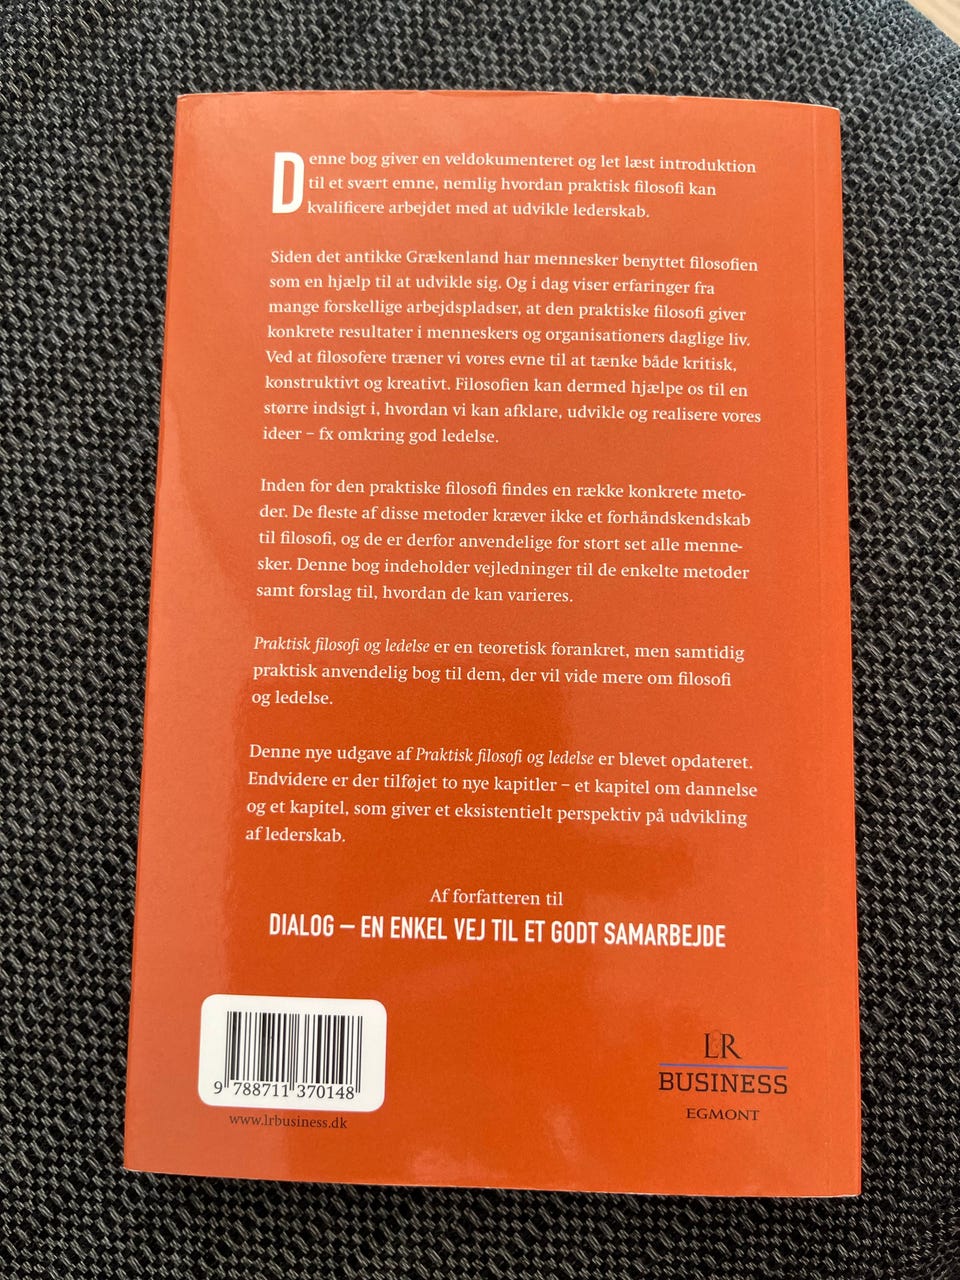 Denne bog giver en veldokumenteret og let læst introduktion
til et svært emne, nemlig hvordan praktisk filosofi kan
kvalificere arbejdet med at udvikle lederskab.
Siden det antikke Grækenland har mennesker benyttet filosofien
som en hjælp til at udvikle sig. Og i dag viser erfaringer fra
mange forskellige arbejdspladser, at den praktiske filosofi giver
konkrete resultater i menneskers og organisationers daglige liv.
Ved at filosofere træner vi vores evne til at tænke både kritisk,
konstruktivt og kreativt. Filosofien kan dermed hjælpe os til en
større indsigt i, hvordan vi kan afklare, udvikle og realisere vores
ideer – fx omkring god ledelse.
Inden for den praktiske filosofi findes en række konkrete meto-
der. De fleste af disse metoder kræver ikke et forhåndskendskab
til filosofi, og de er derfor anvendelige for stort set alle menne-
sker. Denne bog indeholder vejledninger til de enkelte metoder
samt forslag til, hvordan de kan varieres.
Praktisk filosofi og ledelse er en teoretisk forankret, men samtidig
praktisk anvendelig bog til dem, der vil vide mere om filosofi
og ledelse.
Denne nye udgave af Praktisk filosofi og ledelse er blevet opdateret.
Endvidere er der tilføjet to nye kapitler – et kapitel om dannelse
og et kapitel, som giver et eksistentielt perspektiv på udvikling
af lederskab.
Af forfatteren til
DIALOG – EN ENKEL VEJ TIL ET GODT SAMARBEJDE
9 788711 370148
www.lrbusiness.dk
L&R
BUSINESS
EGMONT